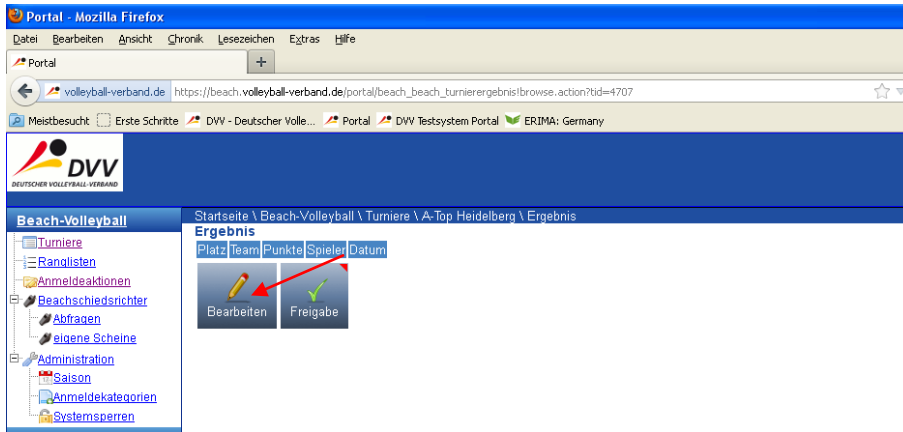 Portal - Mozilla Firefox
Datei Bearbeiten Ansicht Chronik Lesezeichen Extras Hilfe
Portal +
volleyball-verband.de https://beach.volleyball-verband.de/portal/beach_beach_turnierergebnis!browse.action?tid=4707
Meistbesucht Erste Schritte DVV - Deutscher Volle... Portal DVV Testsystem Portal ERIMA: Germany
DVV
DEUTSCHER VOLLEYBALL-VERBAND
Beach-Volleyball
Turniere
Ranglisten
Anmeldeaktionen
Beachschiedsrichter
Abfragen
eigene Scheine
Administration
Saison
Anmeldekategorien
Systemsperren
Startseite \ Beach-Volleyball \ Turniere \ A-Top Heidelberg \ Ergebnis
Ergebnis
Platz Team Punkte Spieler Datum
Bearbeiten Freigabe